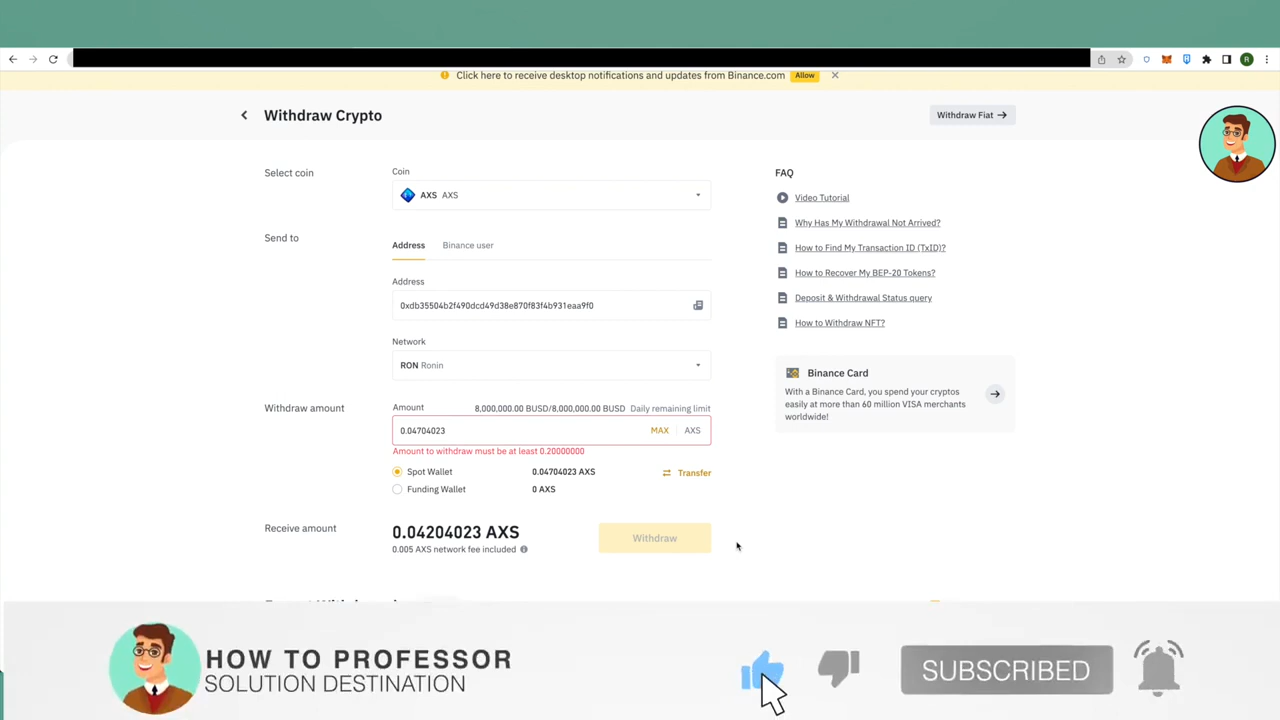 Click here to receive desktop notifications and updates from Binance.com Allow
R
Withdraw Crypto
Withdraw Fiat
Select coin
Coin
AXS AXS
Send to
Address Binance user
Address
0xdb35504b2f490dcd49d38e870f83f4b931eaa9f0
Network
RON Ronin
Withdraw amount
Amount 8,000,000.00 BUSD/8,000,000.00 BUSD Daily remaining limit
0.04704023 MAX AXS
Amount to withdraw must be at least 0.20000000
Spot Wallet 0.04704023 AXS Transfer
Funding Wallet 0 AXS
Receive amount
0.04204023 AXS
0.005 AXS network fee included
Withdraw
FAQ
Video Tutorial
Why Has My Withdrawal Not Arrived?
How to Find My Transaction ID (TxID)?
How to Recover My BEP-20 Tokens?
Deposit & Withdrawal Status query
How to Withdraw NFT?
Binance Card
With a Binance Card, you spend your cryptos
easily at more than 60 million VISA merchants
worldwide!
HOW TO PROFESSOR
SOLUTION DESTINATION
SUBSCRIBED